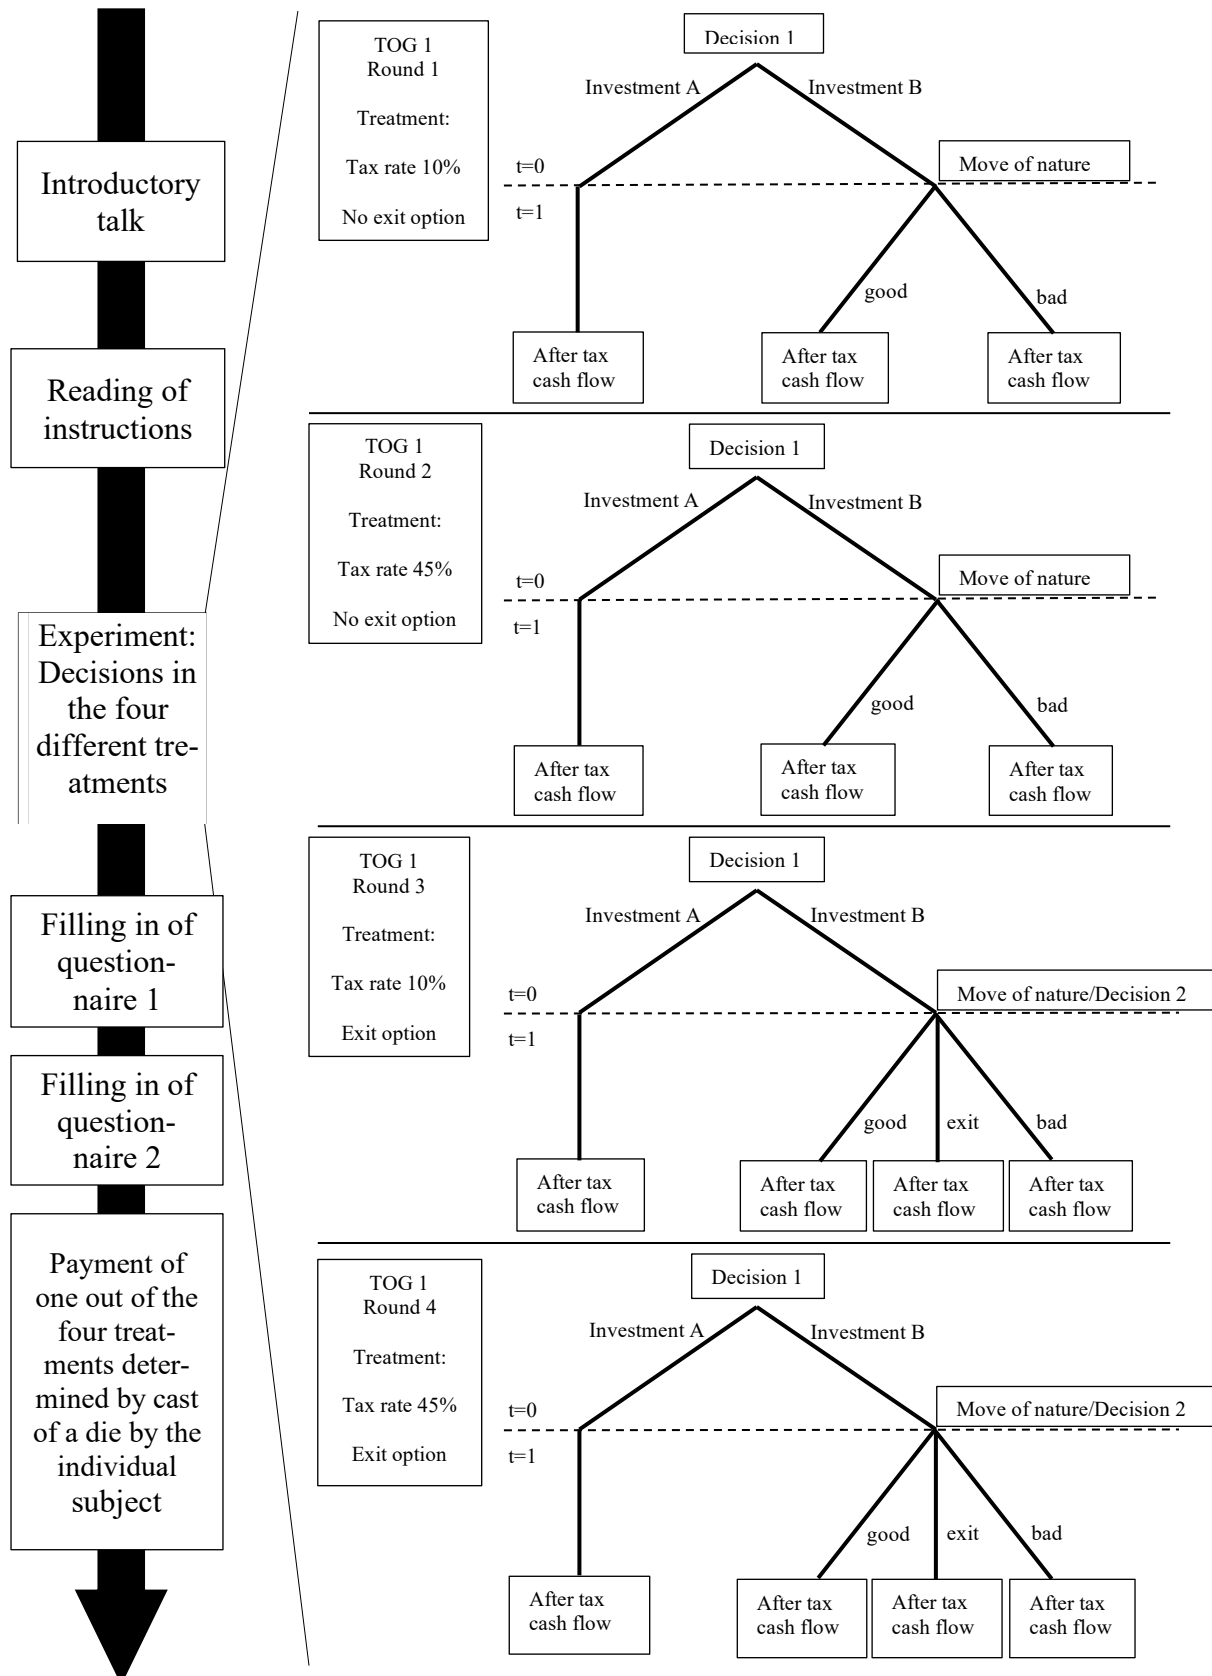 Introductory
talk
Reading of
instructions
Experiment:
Decisions in
the four
different tre-
atments
Filling in of
question-
naire 1
Filling in of
question-
naire 2
Payment of
one out of the
four treat-
ments deter-
mined by cast
of a die by the
individual
subject
TOG 1
Round 1
Treatment:
Tax rate 10%
No exit option
Decision 1
Investment A
Investment B
t=0
Move of nature
t=1
good
bad
After tax
cash flow
After tax
cash flow
After tax
cash flow
TOG 1
Round 2
Treatment:
Tax rate 45%
No exit option
Decision 1
Investment A
Investment B
t=0
Move of nature
t=1
good
bad
After tax
cash flow
After tax
cash flow
After tax
cash flow
TOG 1
Round 3
Treatment:
Tax rate 10%
Exit option
Decision 1
Investment A
Investment B
t=0
Move of nature/Decision 2
t=1
good
exit
bad
After tax
cash flow
After tax
cash flow
After tax
cash flow
After tax
cash flow
TOG 1
Round 4
Treatment:
Tax rate 45%
Exit option
Decision 1
Investment A
Investment B
t=0
Move of nature/Decision 2
t=1
good
exit
bad
After tax
cash flow
After tax
cash flow
After tax
cash flow
After tax
cash flow